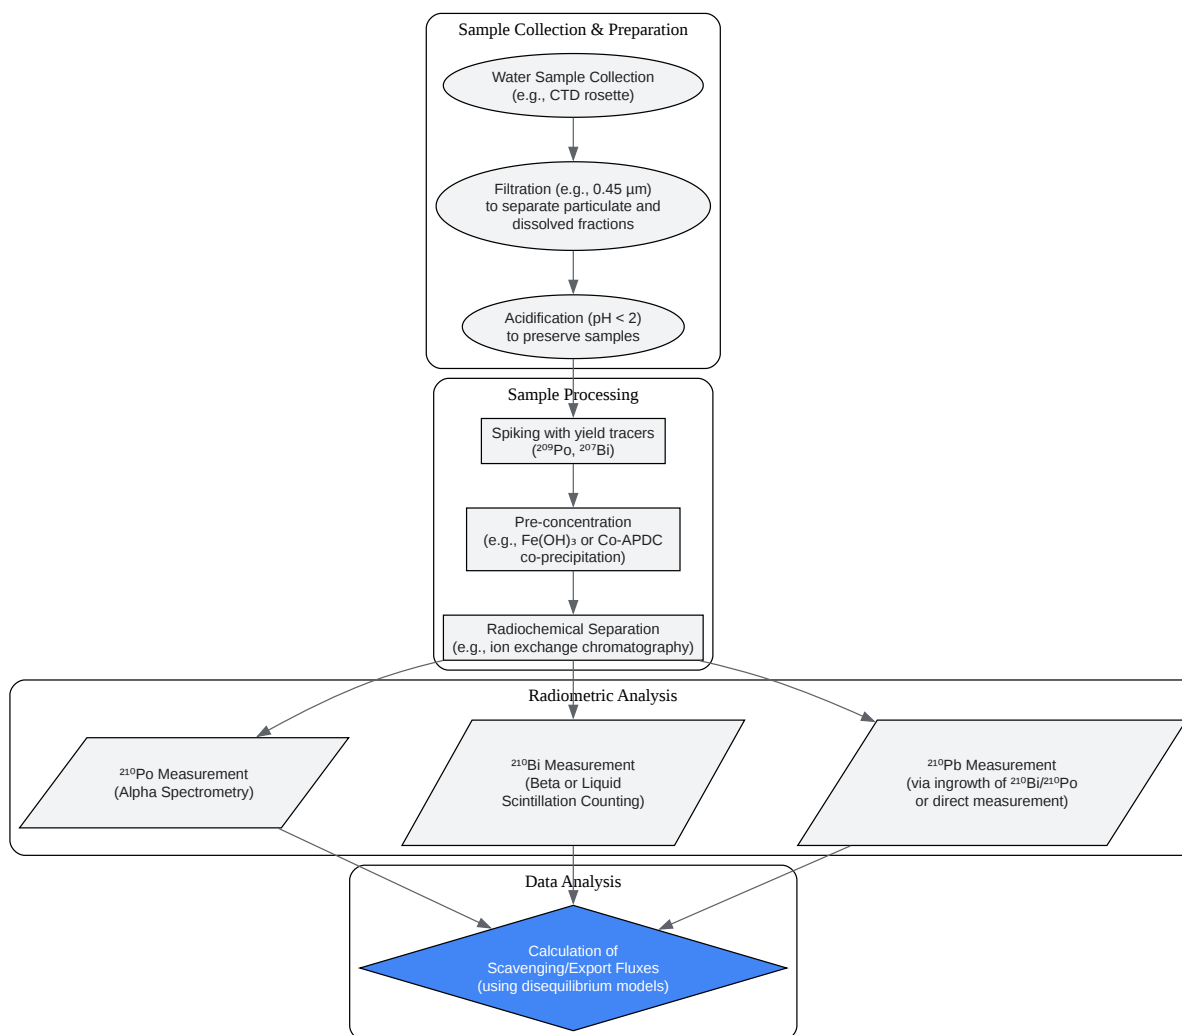 Sample Collection & Preparation
Water Sample Collection
(e.g., CTD rosette)
Filtration (e.g., 0.45 µm)
to separate particulate and
dissolved fractions
Acidification (pH < 2)
to preserve samples
Sample Processing
Spiking with yield tracers
(²⁰⁹Po, ²⁰⁷Bi)
Pre-concentration
(e.g., Fe(OH)₃ or Co-APDC
co-precipitation)
Radiochemical Separation
(e.g., ion exchange chromatography)
Radiometric Analysis
²¹⁰Po Measurement
(Alpha Spectrometry)
²¹⁰Bi Measurement
(Beta or Liquid
Scintillation Counting)
²¹⁰Pb Measurement
(via ingrowth of ²¹⁰Bi/²¹⁰Po
or direct measurement)
Data Analysis
Calculation of
Scavenging/Export Fluxes
(using disequilibrium models)